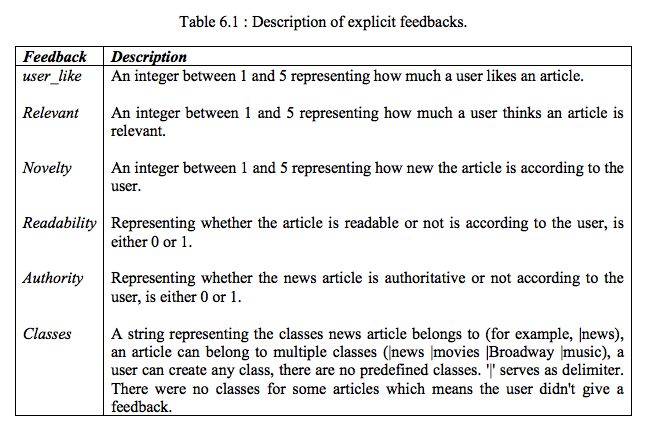 Table 6.1 : Description of explicit feedbacks.
Feedback Description
user_like An integer between 1 and 5 representing how much a user likes an article.
Relevant An integer between 1 and 5 representing how much a user thinks an article is
relevant.
Novelty An integer between 1 and 5 representing how new the article is according to the
user.
Readability Representing whether the article is readable or not is according to the user, is
either 0 or 1.
Authority Representing whether the news article is authoritative or not according to the
user, is either 0 or 1.
Classes A string representing the classes news article belongs to (for example, |news),
an article can belong to multiple classes (|news |movies |Broadway |music), a
user can create any class, there are no predefined classes. '|' serves as delimiter.
There were no classes for some articles which means the user didn't give a
feedback.